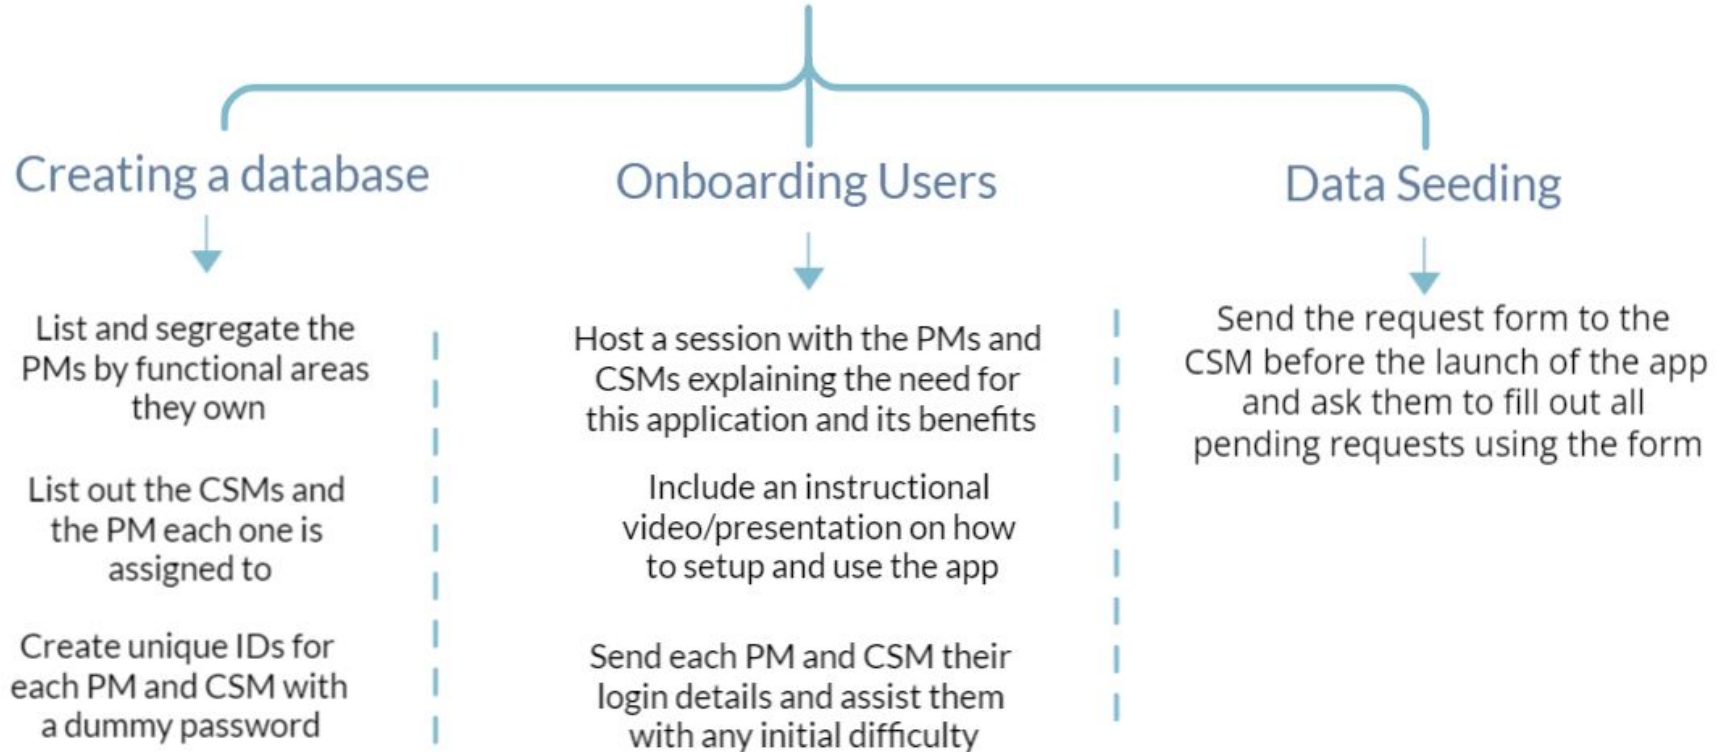 Creating a database
List and segregate the
PMs by functional areas
they own
List out the CSMs and
the PM each one is
assigned to
Create unique IDs for
each PM and CSM with
a dummy password
Onboarding Users
Host a session with the PMs and
CSMs explaining the need for
this application and its benefits
Include an instructional
video/presentation on how
to setup and use the app
Send each PM and CSM their
login details and assist them
with any initial difficulty
Data Seeding
Send the request form to the
CSM before the launch of the app
and ask them to fill out all
pending requests using the form